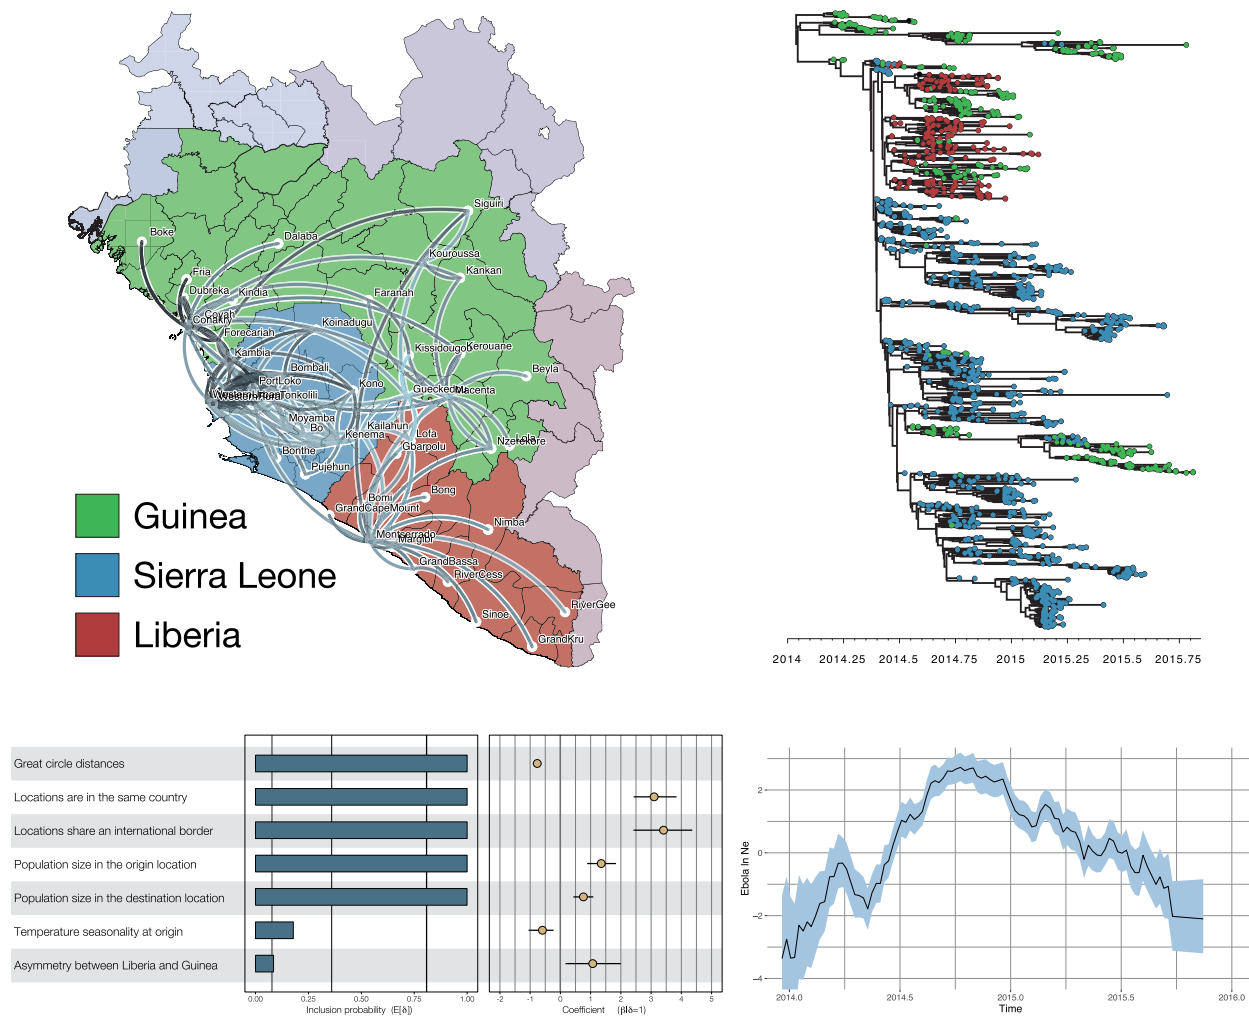 Siguiri
Boke
Dalaba
Kouroussa
Fria
Kankan
Dubreka
Kindia
Faranah
Coyah
Conakry
Koinadugu
Forecariah
Kissidougou
Kerouane
Kambia
Bombali
Beyla
PortLoko
Kono
Gueckedou
Macenta
WesternRural
Tonkolili
Moyamba
Bo
Kailahun
Kenema
Lofa
Lola
Nzerekore
Gbarpolu
Bonthe
Pujehun
Bong
Bomi
GrandCapeMount
Nimba
Montserrado
Margibi
GrandBassa
RiverCess
RiverGee
Sinoe
GrandKru
Guinea
Sierra Leone
Liberia
2014 2014.25 2014.5 2014.75 2015 2015.25 2015.5 2015.75
Great circle distances
Locations are in the same country
Locations share an international border
Population size in the origin location
Population size in the destination location
Temperature seasonality at origin
Asymmetry between Liberia and Guinea
0.00 0.25 0.50 0.75 1.00
Inclusion probability (E[δ])
-2 -1 0 1 2 3 4 5
Coefficient (β|δ=1)
Ebola ln Ne
2
0
−2
−4
2014.0 2014.5 2015.0 2015.5 2016.0
Time